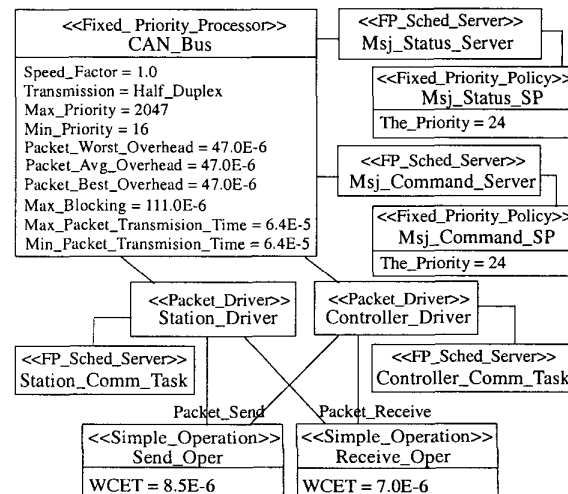 <<Fixed_ Priority_Processor>>
CAN_Bus
Speed_Factor = 1.0
Transmission = Half_Duplex
Max_Priority = 2047
Min_Priority = 16
Packet_Worst_Overhead = 47.0E-6
Packet_Avg_Overhead = 47.0E-6
Packet_Best_Overhead = 47.0E-6
Max_Blocking = 111.0E-6
Max_Packet_Transmision_Time = 6.4E-5
Min_Packet_Transmision_Time = 6.4E-5
<<FP_Sched_Server>>
Msj_Status_Server
<<Fixed_Priority_Policy>>
Msj_Status_SP
The_Priority = 24
<<FP_Sched_Server>>
Msj_Command_Server
<<Fixed_Priority_Policy>>
Msj_Command_SP
The_Priority = 24
<<Packet_Driver>>
Station_Driver
<<Packet_Driver>>
Controller_Driver
<<FP_Sched_Server>>
Station_Comm_Task
<<FP_Sched_Server>>
Controller_Comm_Task
Packet_Send
Packet_Receive
<<Simple_Operation>>
Send_Oper
WCET = 8.5E-6
<<Simple_Operation>>
Receive_Oper
WCET = 7.0E-6